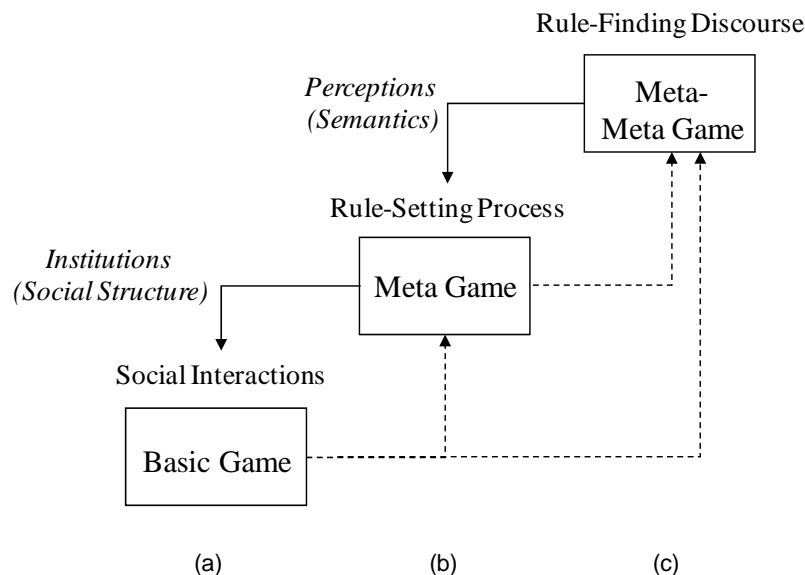 Rule-Finding Discourse
Perceptions
(Semantics)
Meta-
Meta Game
Rule-Setting Process
Institutions
(Social Structure)
Meta Game
Social Interactions
Basic Game
(a)
(b)
(c)